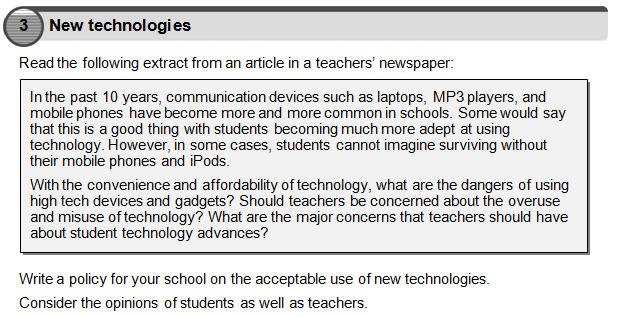 3 New technologies
Read the following extract from an article in a teachers' newspaper:
In the past 10 years, communication devices such as laptops, MP3 players, and
mobile phones have become more and more common in schools. Some would say
that this is a good thing with students becoming much more adept at using
technology. However, in some cases, students cannot imagine surviving without
their mobile phones and iPods.
With the convenience and affordability of technology, what are the dangers of using
high tech devices and gadgets? Should teachers be concerned about the overuse
and misuse of technology? What are the major concerns that teachers should have
about student technology advances?
Write a policy for your school on the acceptable use of new technologies.
Consider the opinions of students as well as teachers.